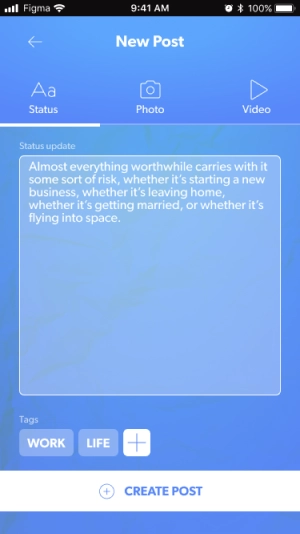 Figma 9:41 AM 100%
New Post
Aa
Status Photo Video
Status update
Almost everything worthwhile carries with it
some sort of risk, whether it's starting a new
business, whether it's leaving home,
whether it's getting married, or whether it's
flying into space.
Tags
WORK LIFE
CREATE POST